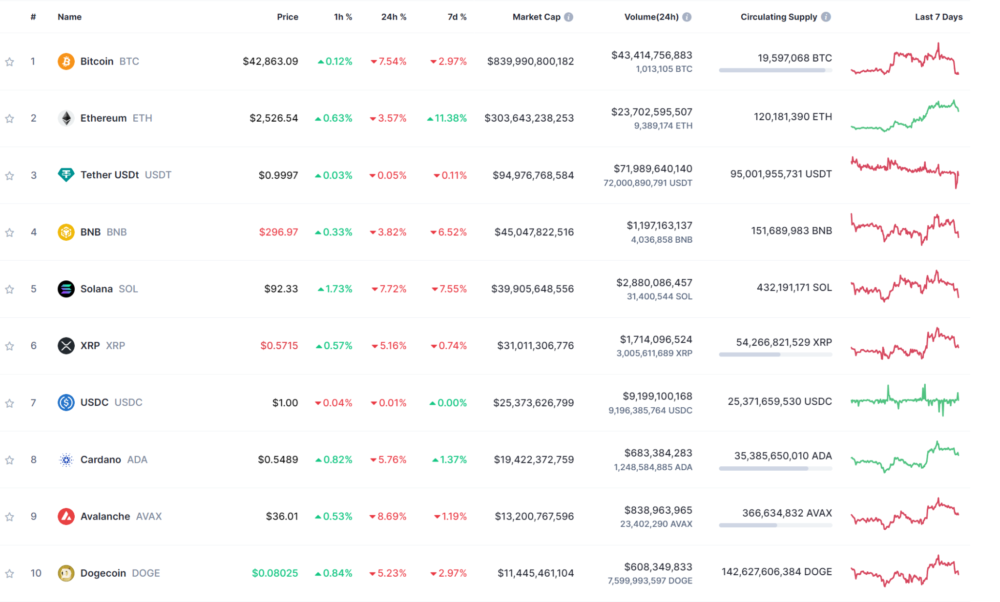 # Name Price 1h % 24h % 7d % Market Cap Volume(24h) Circulating Supply Last 7 Days
1 Bitcoin BTC $42,863.09 0.12% 7.54% 2.97% $839,990,800,182 $43,414,756,883 19,597,068 BTC
1,013,105 BTC
2 Ethereum ETH $2,526.54 0.63% 3.57% 11.38% $303,643,238,253 $23,702,595,507 120,181,390 ETH
9,389,174 ETH
3 Tether USDt USDT $0.9997 0.03% 0.05% 0.11% $94,976,768,584 $71,989,640,140 95,001,955,731 USDT
72,000,890,791 USDT
4 BNB BNB $296.97 0.33% 3.82% 6.52% $45,047,822,516 $1,197,163,137 151,689,983 BNB
4,036,858 BNB
5 Solana SOL $92.33 1.73% 7.72% 7.55% $39,905,648,556 $2,880,086,457 432,191,171 SOL
31,400,544 SOL
6 XRP XRP $0.5715 0.57% 5.16% 0.74% $31,011,306,776 $1,714,096,524 54,266,821,529 XRP
3,005,611,689 XRP
7 USDC USDC $1.00 0.04% 0.01% 0.00% $25,373,626,799 $9,199,100,168 25,371,659,530 USDC
9,196,385,764 USDC
8 Cardano ADA $0.5489 0.82% 5.76% 1.37% $19,422,372,759 $683,384,283 35,385,650,010 ADA
1,248,584,885 ADA
9 Avalanche AVAX $36.01 0.53% 8.69% 1.19% $13,200,767,596 $838,963,965 366,634,832 AVAX
23,402,290 AVAX
10 Dogecoin DOGE $0.08025 0.84% 5.23% 2.97% $11,445,461,104 $608,349,833 142,627,606,384 DOGE
7,599,993,597 DOGE